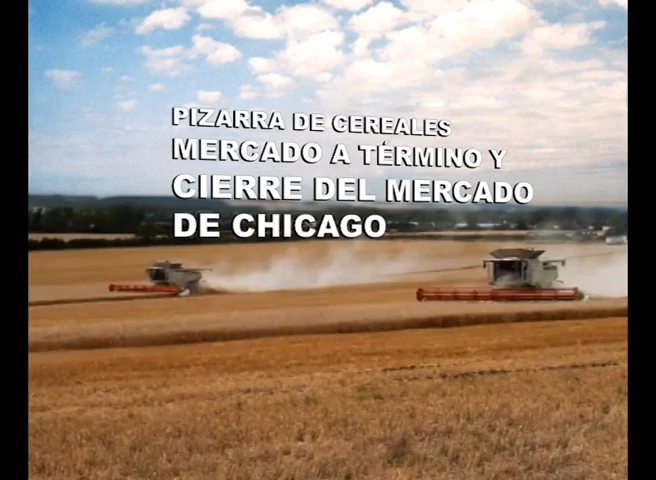 PIZARRA DE CEREALES
MERCADO A TÉRMINO Y
CIERRE DEL MERCADO
DE CHICAGO